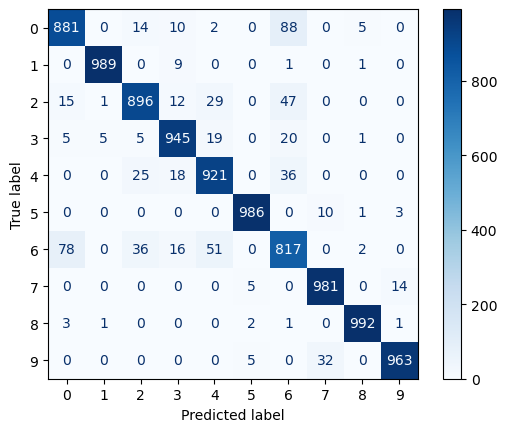 0 881 0 14 10 2 0 88 0 5 0
1 0 989 0 9 0 0 1 0 1 0
2 15 1 896 12 29 0 47 0 0 0
3 5 5 5 945 19 0 20 0 1 0
4 0 0 25 18 921 0 36 0 0 0
5 0 0 0 0 0 986 0 10 1 3
6 78 0 36 16 51 0 817 0 2 0
7 0 0 0 0 0 5 0 981 0 14
8 3 1 0 0 0 2 1 0 992 1
9 0 0 0 0 0 5 0 32 0 963
0 1 2 3 4 5 6 7 8 9
Predicted label
True label
800
600
400
200
0